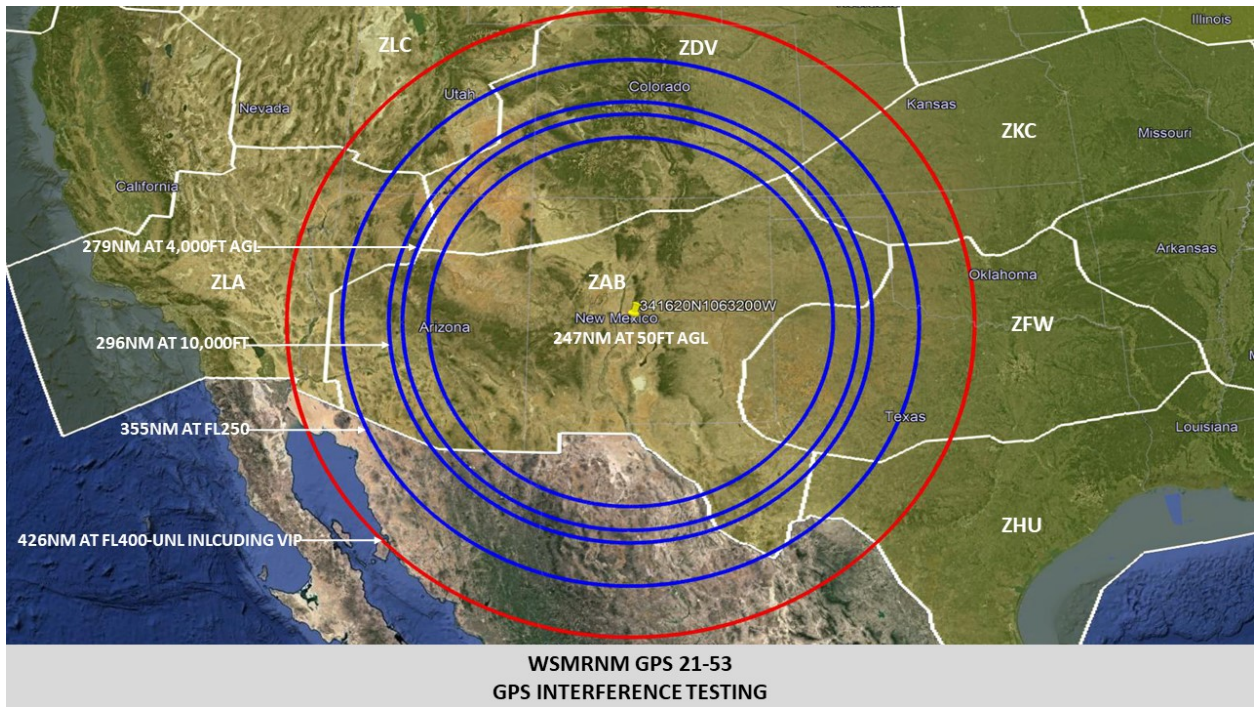 Illinois
ZLC
ZDV
Utah
Colorado
Nevada
Kansas
ZKC
Missouri
California
279NM AT 4,000FT AGL
Arkansas
ZLA
ZAB
Oklahoma
341620N1063200W
New Mexico
Arizona
ZFW
247NM AT 50FT AGL
296NM AT 10,000FT
Texas
355NM AT FL250
Louisiana
ZHU
426NM AT FL400-UNL INLCUDING VIP
WSMRNM GPS 21-53
GPS INTERFERENCE TESTING